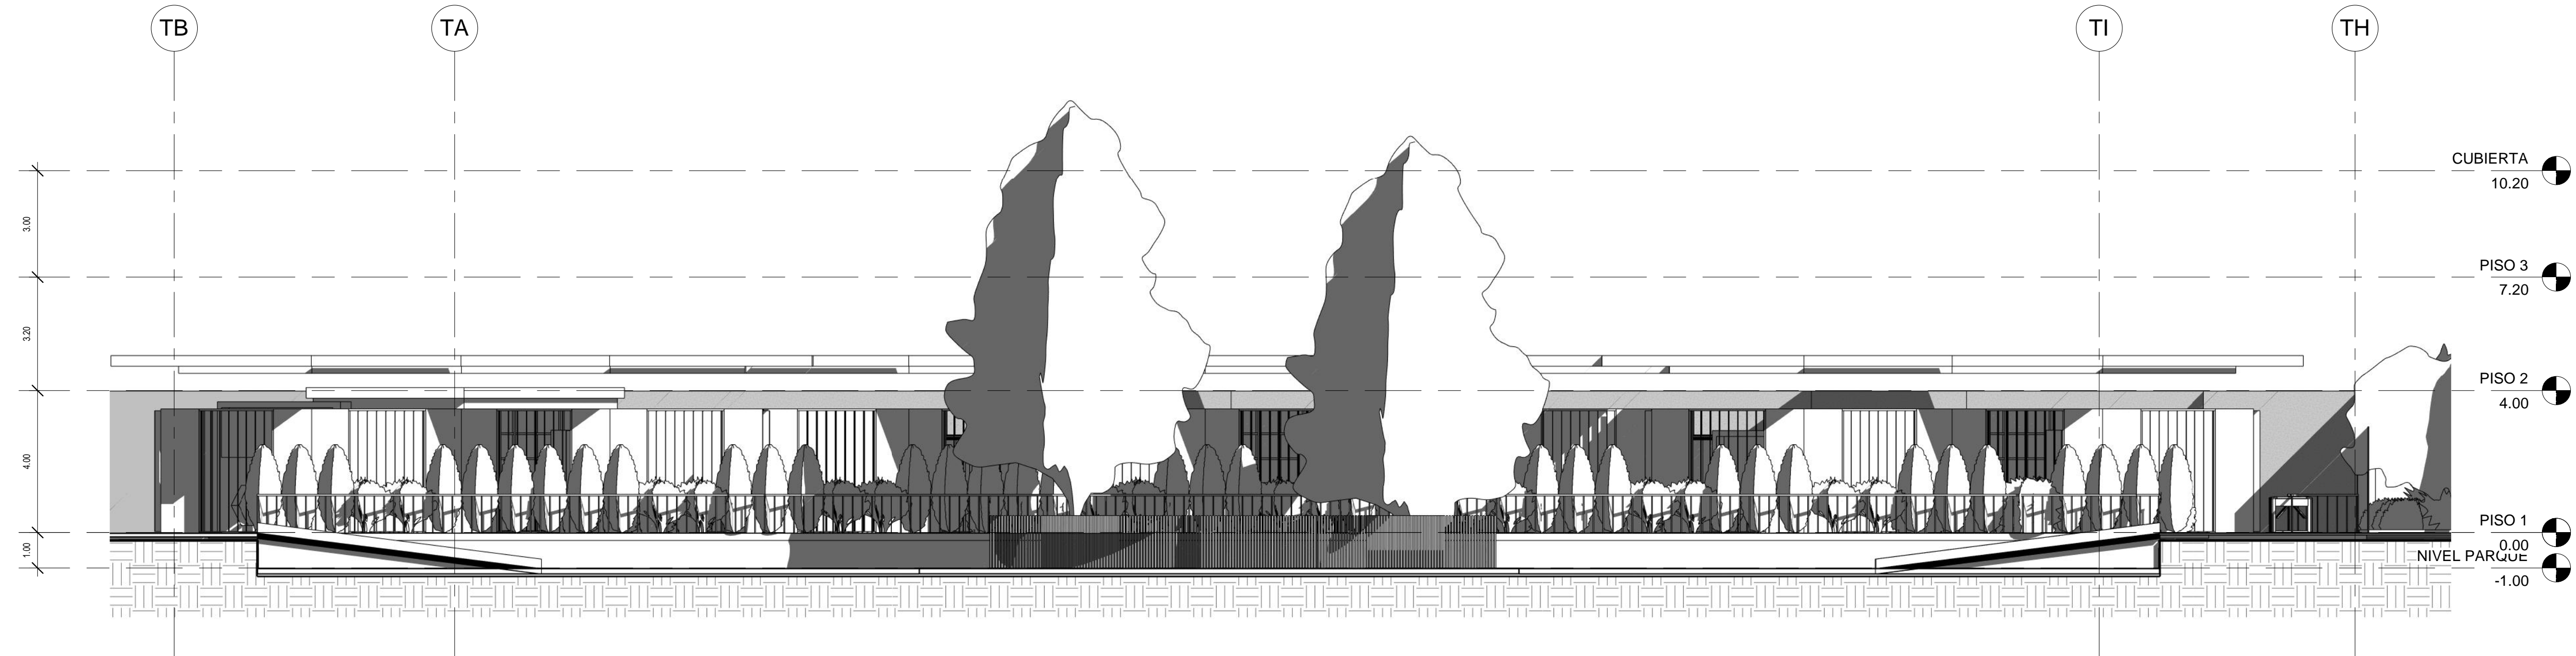 TB
TA
TI
TH
CUBIERTA
10.20
3.00
PISO 3
7.20
3.20
PISO 2
4.00
4.00
PISO 1
0.00
1.00
NIVEL PARQUE
-1.00